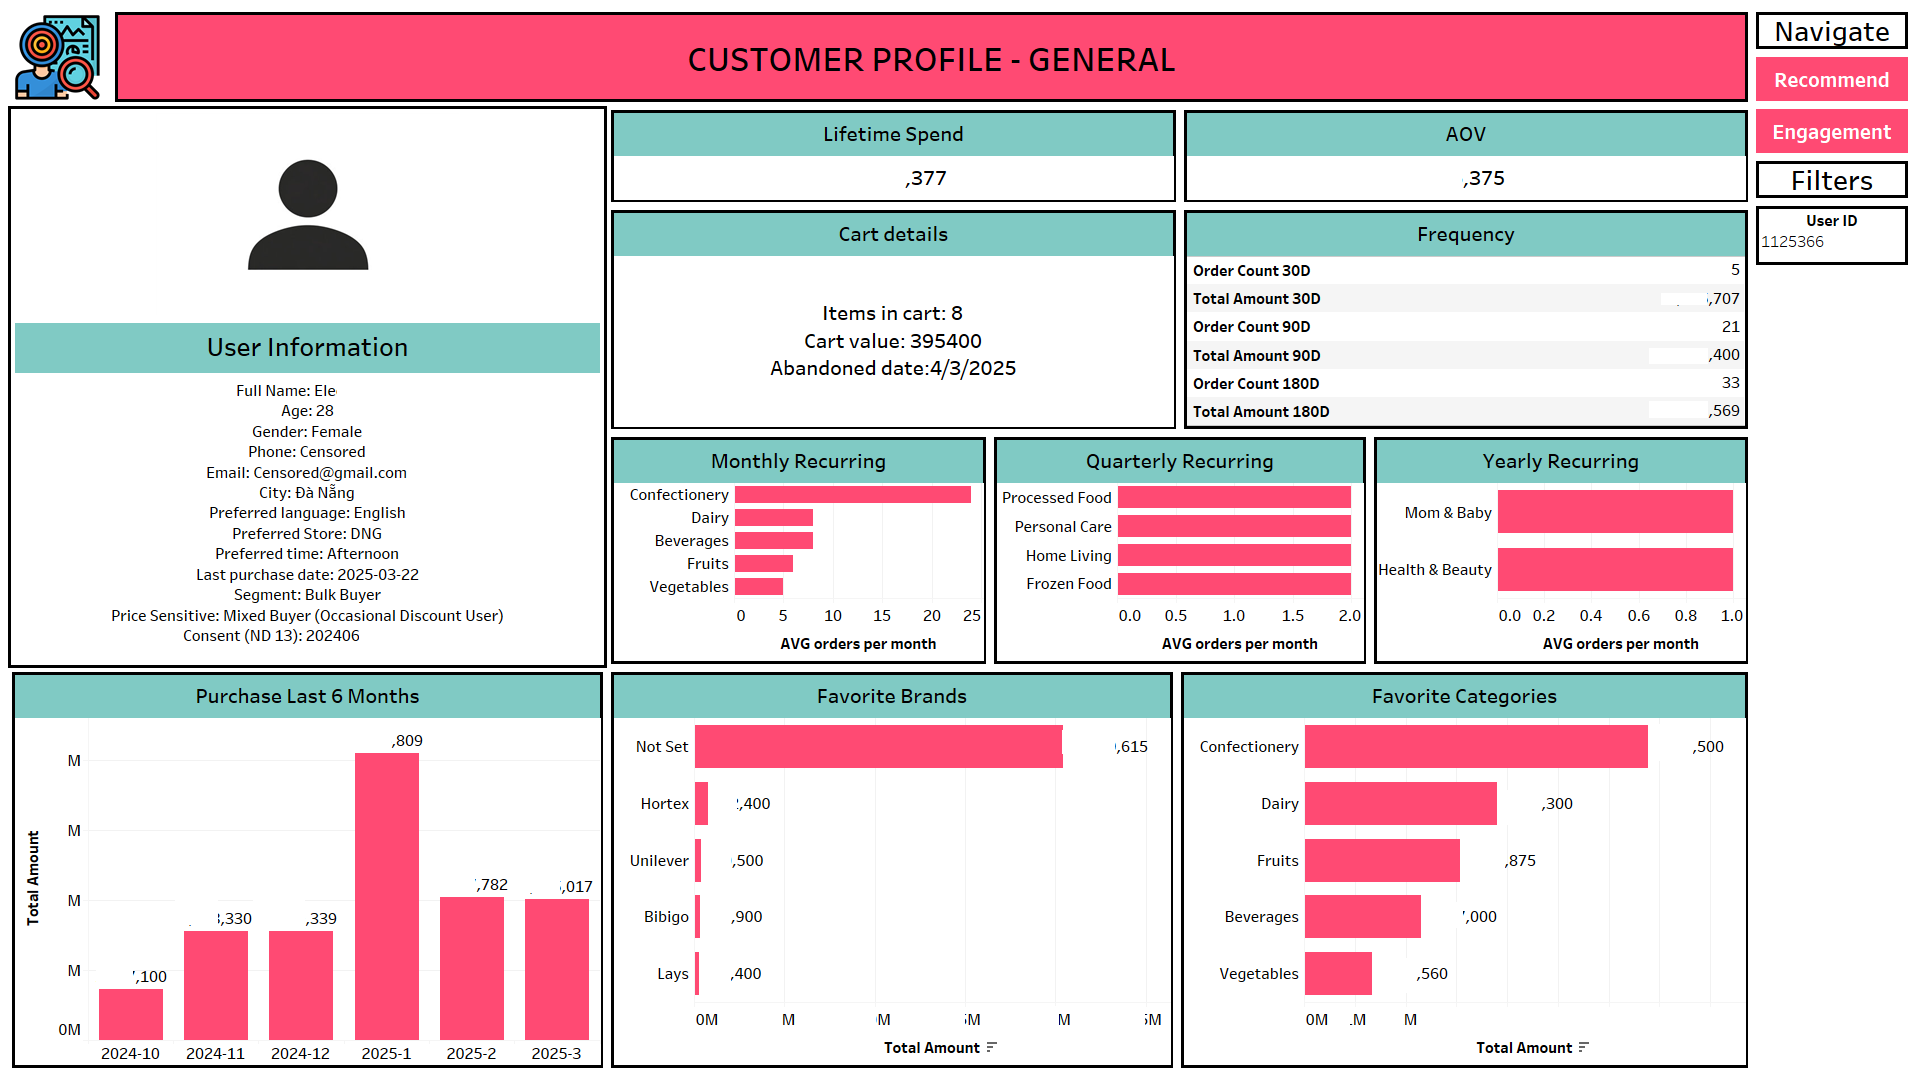 CUSTOMER PROFILE - GENERAL
Navigate
Recommend
Engagement
Filters
User ID
1125366
User Information
Full Name: Ele
Age: 28
Gender: Female
Phone: Censored
Email: Censored@gmail.com
City: Đà Nẵng
Preferred language: English
Preferred Store: DNG
Preferred time: Afternoon
Last purchase date: 2025-03-22
Segment: Bulk Buyer
Price Sensitive: Mixed Buyer (Occasional Discount User)
Consent (ND 13): 202406
Lifetime Spend
,377
AOV
,375
Cart details
Items in cart: 8
Cart value: 395400
Abandoned date:4/3/2025
Frequency
Order Count 30D 5
Total Amount 30D ,707
Order Count 90D 21
Total Amount 90D ,400
Order Count 180D 33
Total Amount 180D ,569
Monthly Recurring
Confectionery
Dairy
Beverages
Fruits
Vegetables
0 5 10 15 20 25
AVG orders per month
Quarterly Recurring
Processed Food
Personal Care
Home Living
Frozen Food
0.0 0.5 1.0 1.5 2.0
AVG orders per month
Yearly Recurring
Mom & Baby
Health & Beauty
0.0 0.2 0.4 0.6 0.8 1.0
AVG orders per month
Purchase Last 6 Months
Total Amount
M
M
M
M
0M
,100
,330
,339
,809
,782
,017
2024-10 2024-11 2024-12 2025-1 2025-2 2025-3
Favorite Brands
Not Set ,615
Hortex ,400
Unilever ,500
Bibigo ,900
Lays ,400
0M M M M M M
Total Amount
Favorite Categories
Confectionery ,500
Dairy ,300
Fruits ,875
Beverages ,000
Vegetables ,560
0M M M
Total Amount